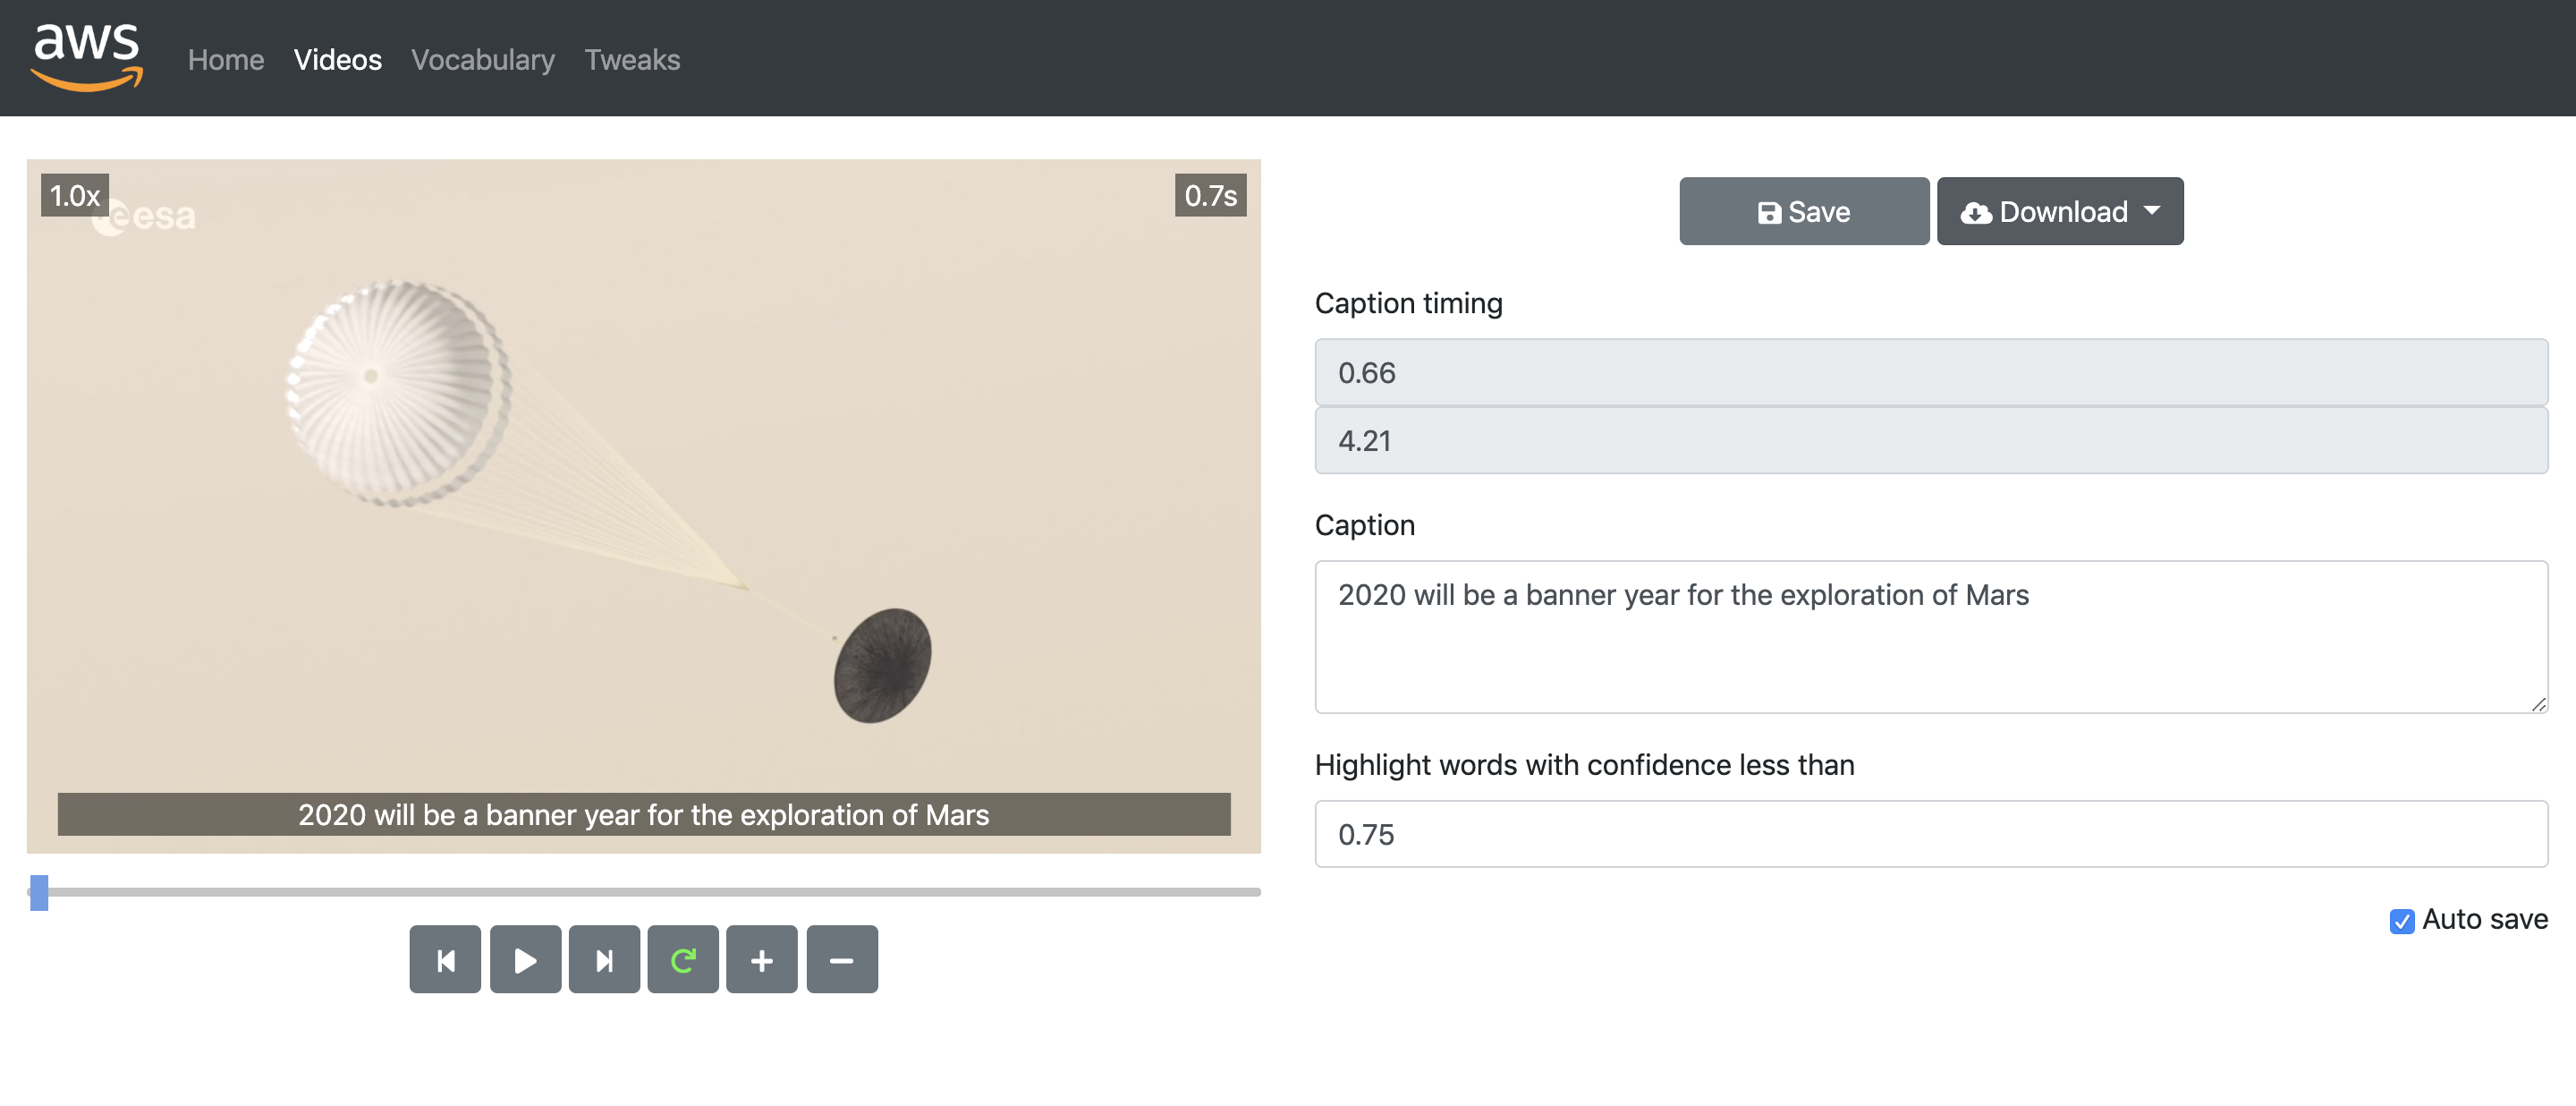 aws
Home Videos Vocabulary Tweaks
1.0x
0.7s
esa
2020 will be a banner year for the exploration of Mars
Save
Download
Caption timing
0.66
4.21
Caption
2020 will be a banner year for the exploration of Mars
Highlight words with confidence less than
0.75
Auto save